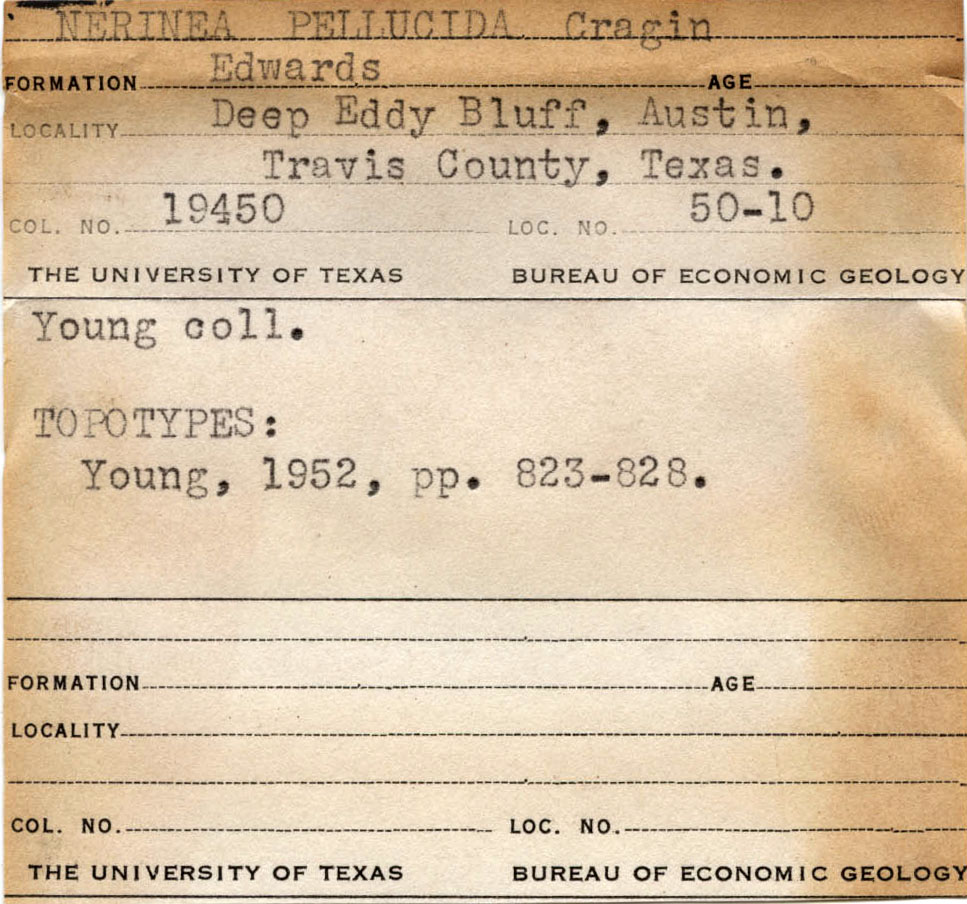 NERINEA PELLUCIDA Cragin
FORMATION Edwards AGE
LOCALITY Deep Eddy Bluff, Austin,
Travis County, Texas.
COL. NO. 19450 LOC. NO. 50-10
THE UNIVERSITY OF TEXAS BUREAU OF ECONOMIC GEOLOGY
Young coll.
TOPOTYPES:
Young, 1952, pp. 823-828.
FORMATION AGE
LOCALITY
COL. NO. LOC. NO.
THE UNIVERSITY OF TEXAS BUREAU OF ECONOMIC GEOLOGY